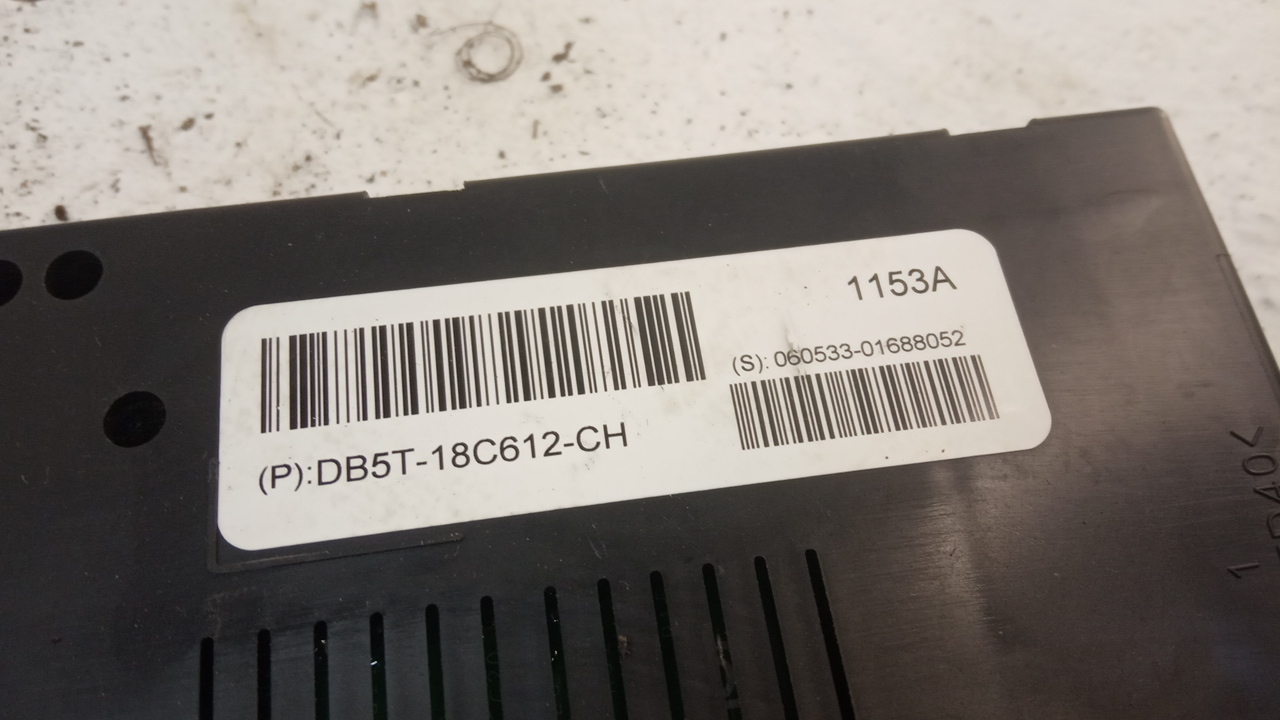 1153A
(S): 060533-01688052
(P):DB5T-18C612-CH